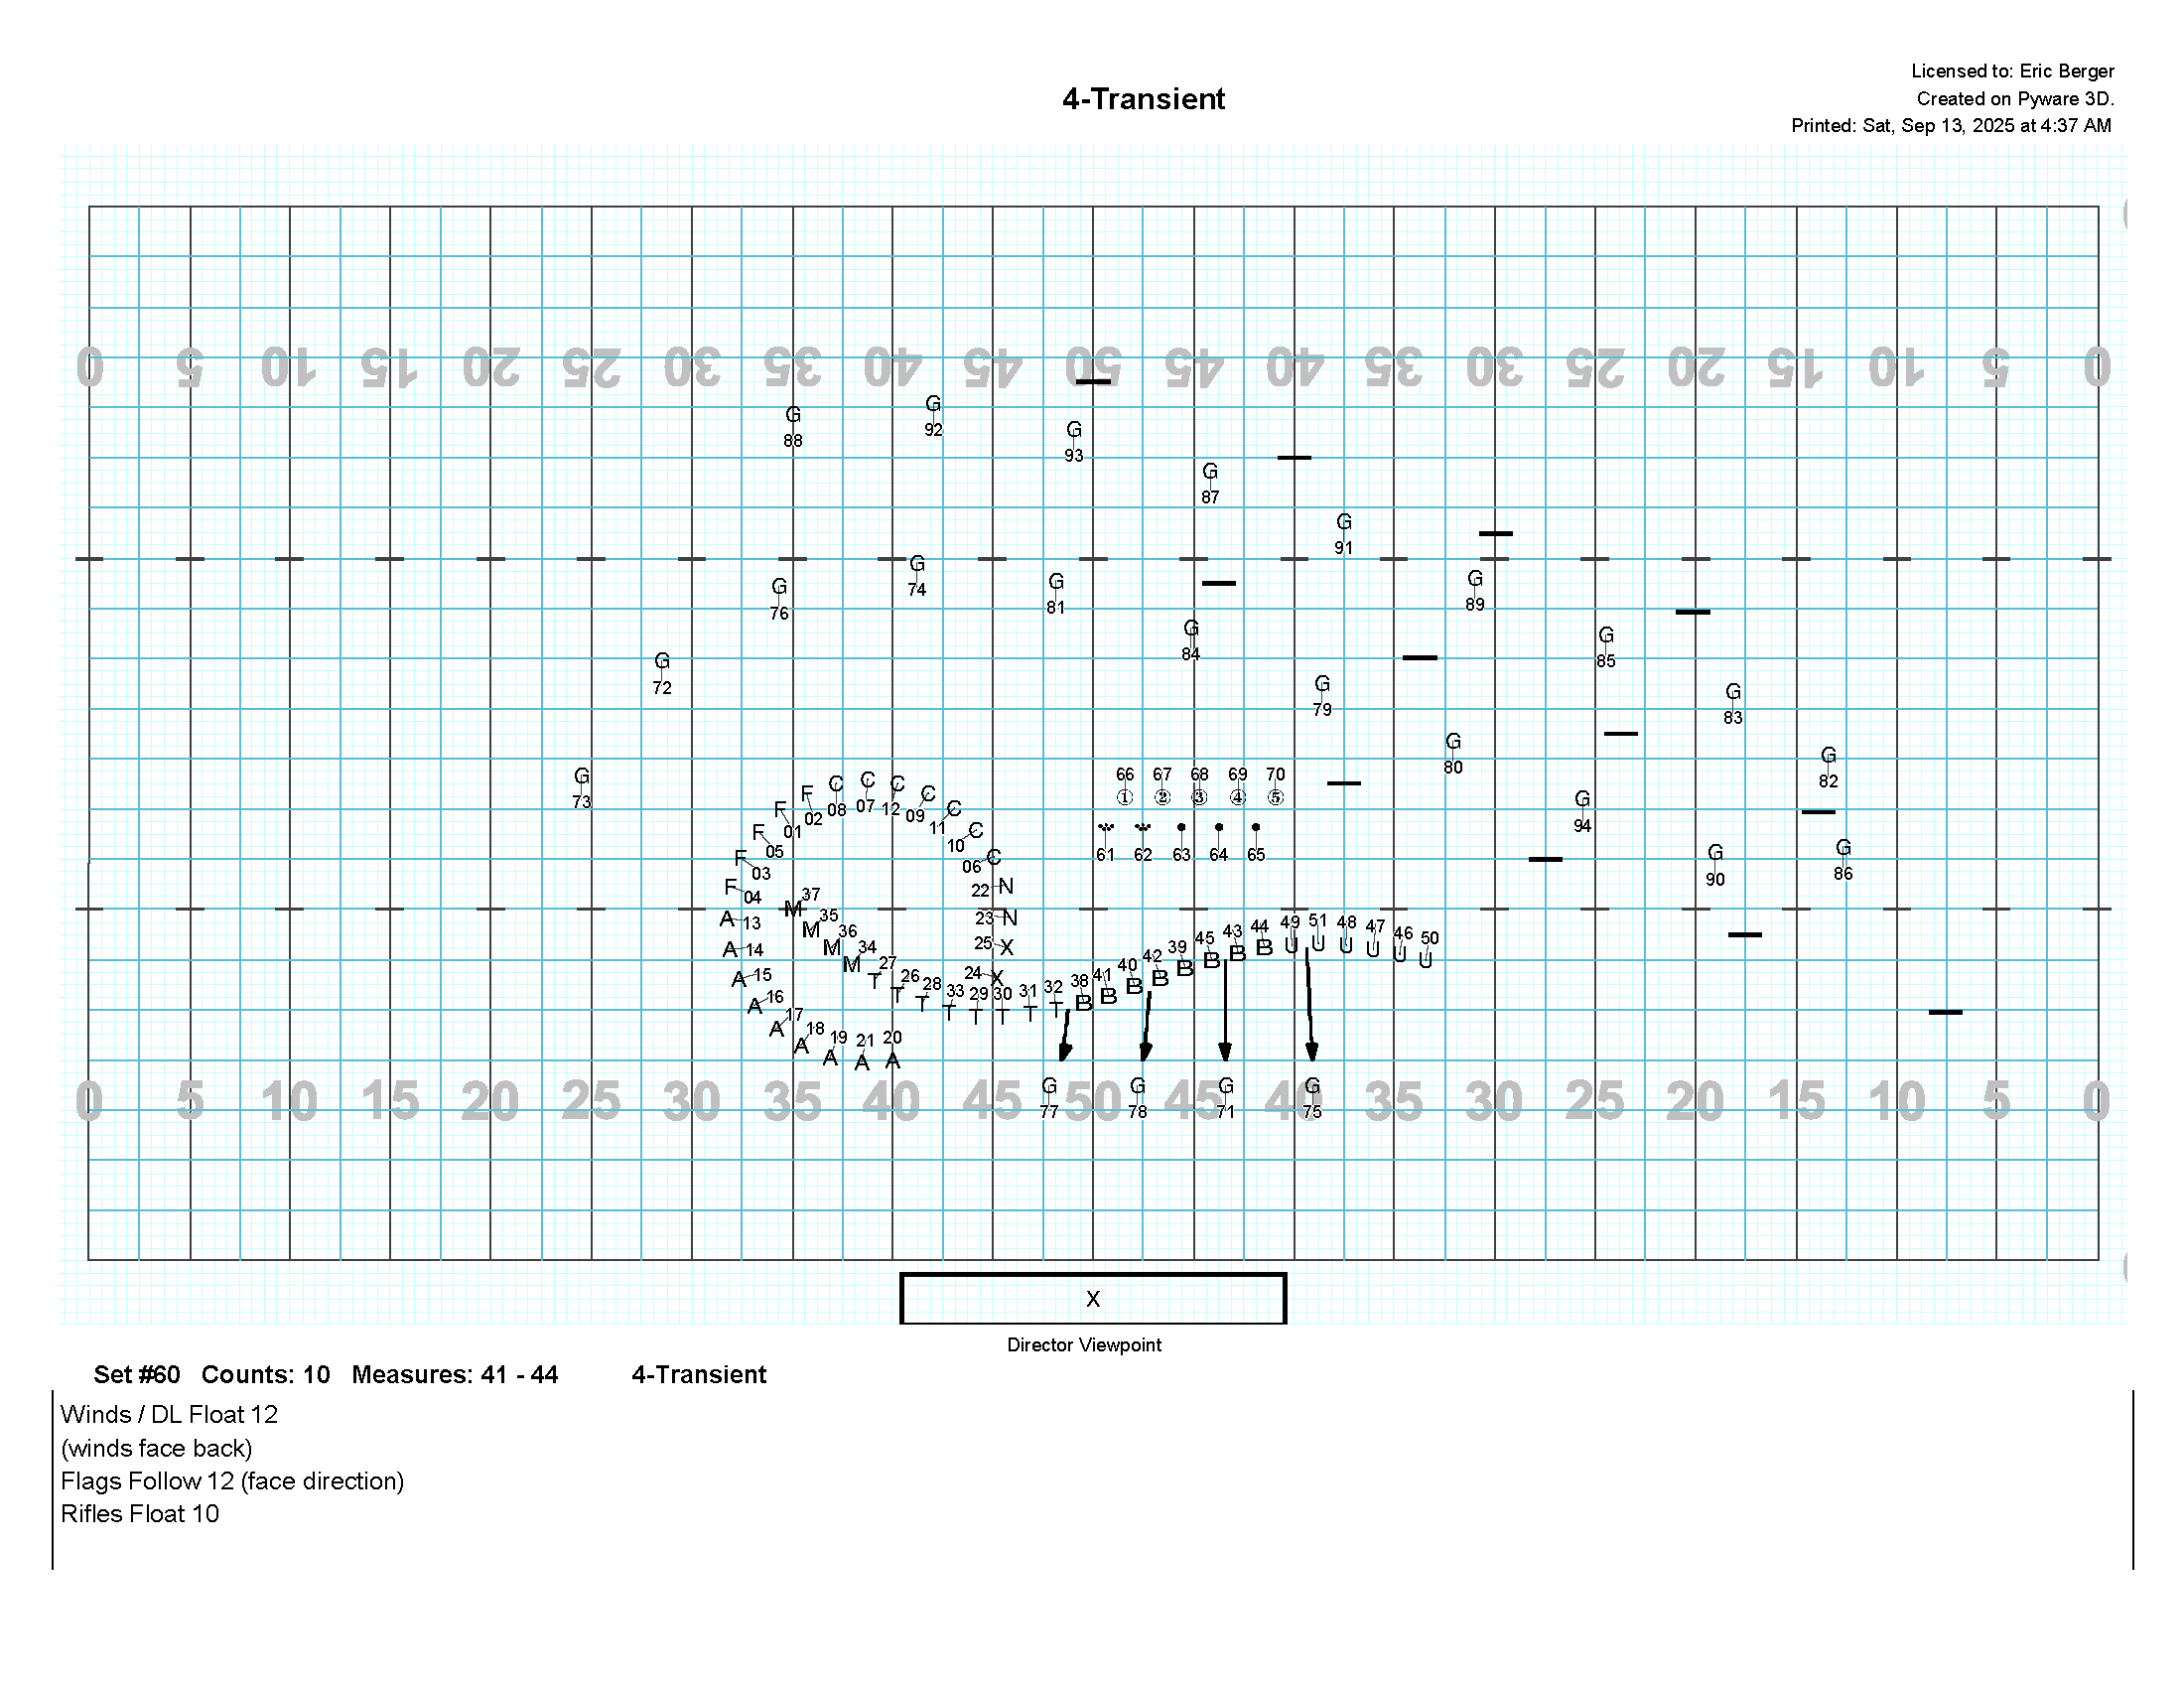 Licensed to: Eric Berger
4-Transient
Created on Pyware 3D.
Printed: Sat, Sep 13, 2025 at 4:37 AM
0 5 10 15 20 25 30 35 40 45 50 45 40 35 30 25 20 15 10 5 0
G G
88 92
G
93
G
87
G
91
G G G G
76 74 81 89
G G
84 85
G
72
G G
79 83
G G
80 82
G
73
66 67 68 69 70
① ② ③ ④ ⑤
G
94
F F C C C C C C C
01 02 08 07 12 09 11 10 06
61 62 63 64 65
F F F
05 03 04
G G
90 86
N N X X
22 23 25 24
M M M M
37 35 36 34
A A A A A A A A A
13 14 15 16 17 18 19 21 20
T T T T T T T T
27 26 28 33 29 30 31 32
B B B B B B B B
38 41 40 42 39 45 43 44
U U U U U U
49 51 48 47 46 50
G G G G
77 78 71 75
0 5 10 15 20 25 30 35 40 45 50 45 40 35 30 25 20 15 10 5 0
X
Director Viewpoint
Set #60 Counts: 10 Measures: 41 - 44 4-Transient
Winds / DL Float 12
(winds face back)
Flags Follow 12 (face direction)
Rifles Float 10